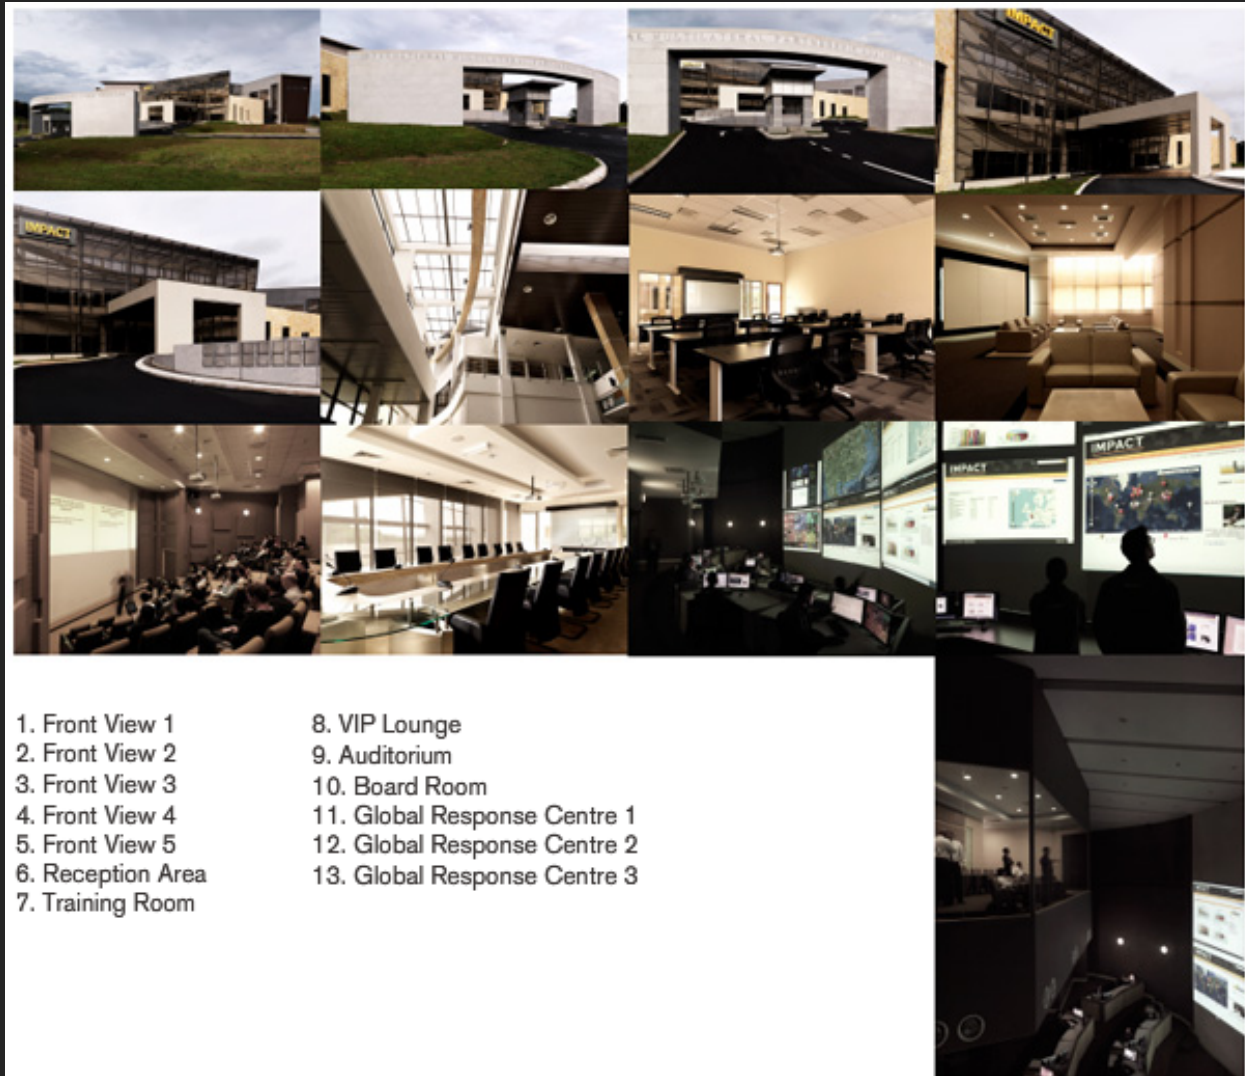 IMPACT
MULTILATERAL
IMPACT
IMPACT
IMPACT
1. Front View 1
2. Front View 2
3. Front View 3
4. Front View 4
5. Front View 5
6. Reception Area
7. Training Room
8. VIP Lounge
9. Auditorium
10. Board Room
11. Global Response Centre 1
12. Global Response Centre 2
13. Global Response Centre 3